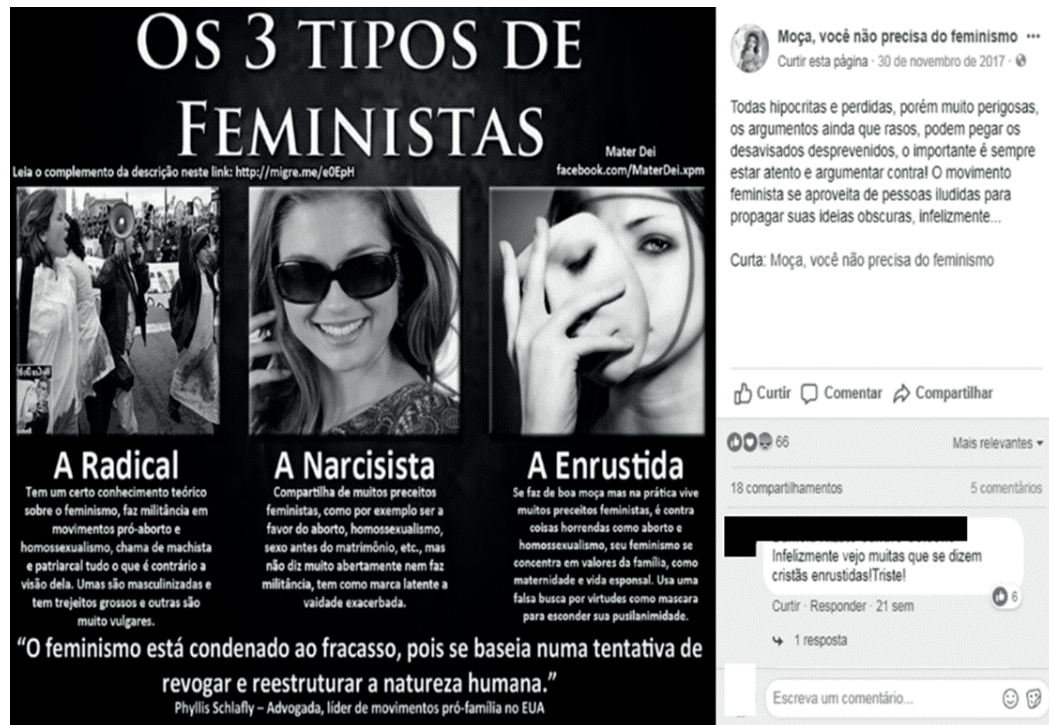 OS 3 TIPOS DE
FEMINISTAS
Mater Dei
Leia o complemento da descrição neste link: http://migre.me/e0EpH
facebook.com/MaterDei.xpm
A Radical
Tem um certo conhecimento teórico
sobre o feminismo, faz militância em
movimentos pró-aborto e
homossexualismo, chama de machista
e patriarcal tudo o que é contrário a
visão dela. Umas são masculinizadas e
tem trejeitos grossos e outras são
muito vulgares.
A Narcisista
Compartilha de muitos preceitos
feministas, como por exemplo ser a
favor do aborto, homossexualismo,
sexo antes do matrimônio, etc., mas
não diz muito abertamente nem faz
militância, tem como marca latente a
vaidade exacerbada.
A Enrustida
Se faz de boa moça mas na prática vive
muitos preceitos feministas, é contra
coisas horrendas como aborto e
homossexualismo, seu feminismo se
concentra em valores da família, como
maternidade e vida esponsal. Usa uma
falsa busca por virtudes como mascara
para esconder sua pusilanimidade.
“O feminismo está condenado ao fracasso, pois se baseia numa tentativa de
revogar e reestruturar a natureza humana.”
Phyllis Schlafly – Advogada, líder de movimentos pró-família no EUA
Moça, você não precisa do feminismo ···
Curtir esta página · 30 de novembro de 2017 ·
Todas hipocritas e perdidas, porém muito perigosas,
os argumentos ainda que rasos, podem pegar os
desavisados desprevenidos, o importante é sempre
estar atento e argumentar contra! O movimento
feminista se aproveita de pessoas iludidas para
propagar suas ideias obscuras, infelizmente...
Curta: Moça, você não precisa do feminismo
Curtir Comentar Compartilhar
66 Mais relevantes
18 compartilhamentos 5 comentários
Infelizmente vejo muitas que se dizem
cristãs enrustidas!Triste!
6
Curtir · Responder · 21 sem
1 resposta
Escreva um comentário...